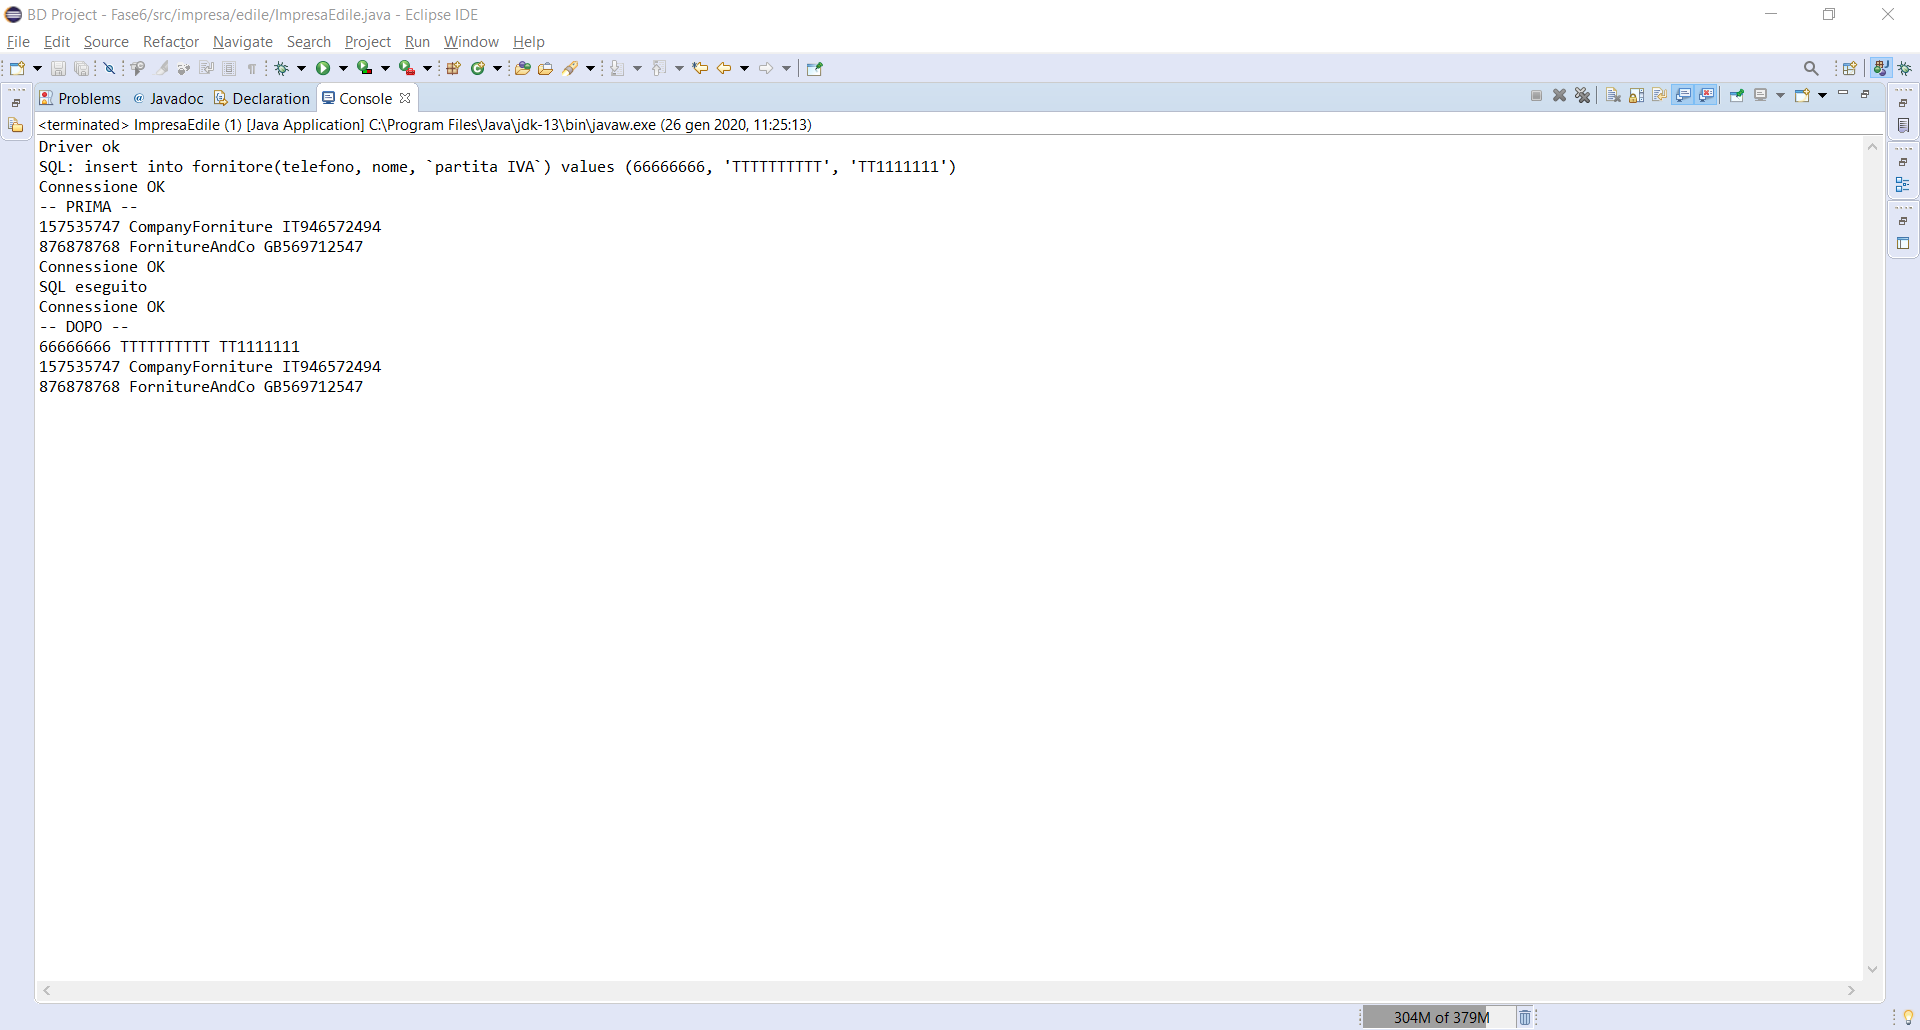 BD Project - Fase6/src/impresa/edile/ImpresaEdile.java - Eclipse IDE
File Edit Source Refactor Navigate Search Project Run Window Help
Problems @ Javadoc Declaration Console
<terminated> ImpresaEdile (1) [Java Application] C:\Program Files\Java\jdk-13\bin\javaw.exe (26 gen 2020, 11:25:13)
Driver ok
SQL: insert into fornitore(telefono, nome, `partita IVA`) values (66666666, 'TTTTTTTTTT', 'TT1111111')
Connessione OK
-- PRIMA --
157535747 CompanyForniture IT946572494
876878768 FornitureAndCo GB569712547
Connessione OK
SQL eseguito
Connessione OK
-- DOPO --
66666666 TTTTTTTTTT TT1111111
157535747 CompanyForniture IT946572494
876878768 FornitureAndCo GB569712547
304M of 379M